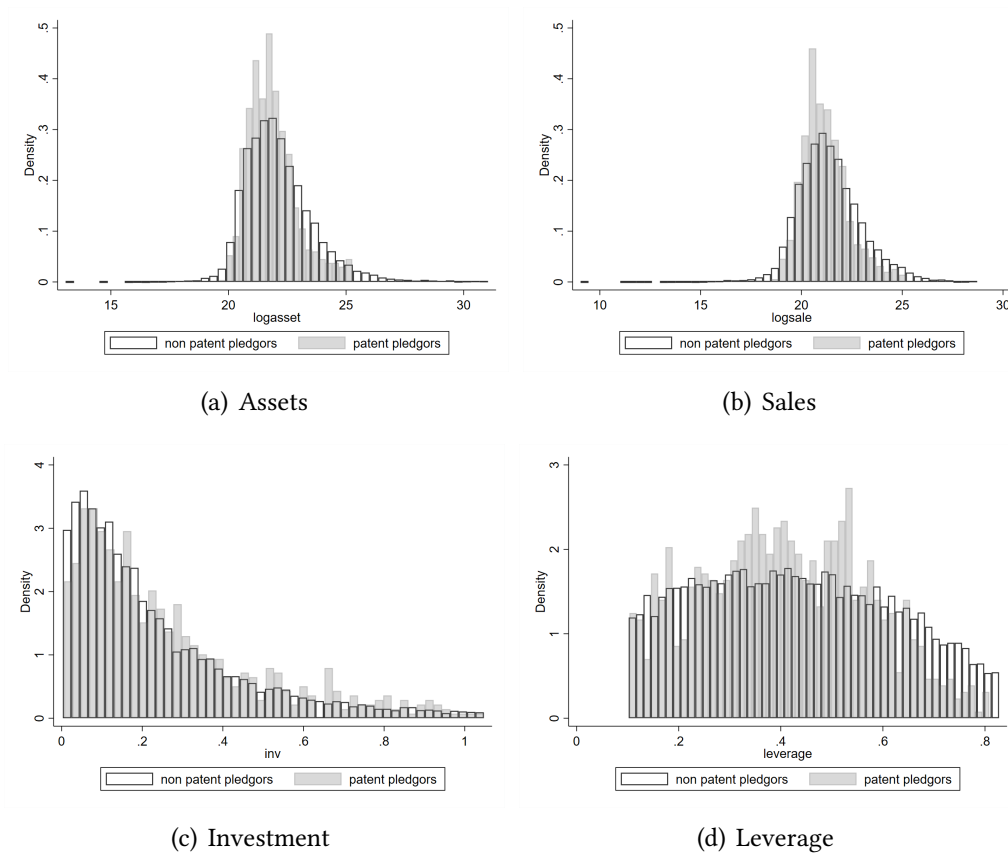 Density
0
.1
.2
.3
.4
.5
15
20
25
30
logasset
non patent pledgors
patent pledgors
(a) Assets
Density
0
.1
.2
.3
.4
.5
10
15
20
25
30
logsale
non patent pledgors
patent pledgors
(b) Sales
Density
0
1
2
3
4
0
.2
.4
.6
.8
1
inv
non patent pledgors
patent pledgors
(c) Investment
Density
0
1
2
3
0
.2
.4
.6
.8
leverage
non patent pledgors
patent pledgors
(d) Leverage